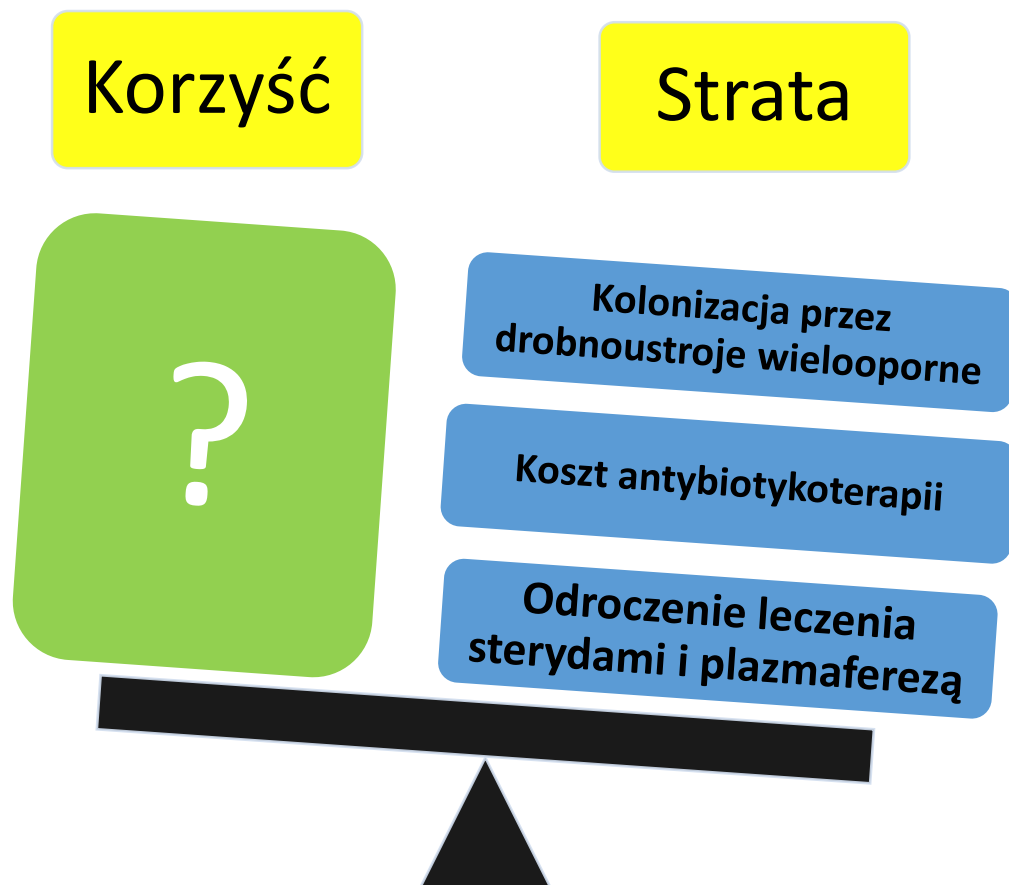 Korzyść
Strata
?
Kolonizacja przez
drobnoustroje wielooporne
Koszt antybiotykoterapii
Odroczenie leczenia
sterydami i plazmaferezą